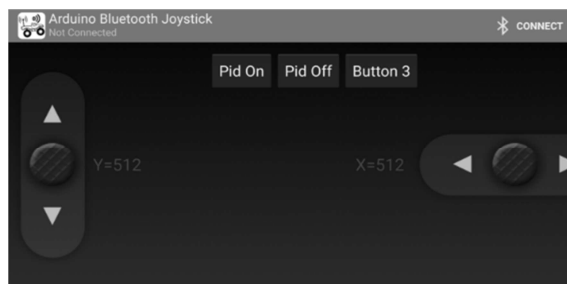 Arduino Bluetooth Joystick
Not Connected
CONNECT
Pid On Pid Off Button 3
Y=512 X=512